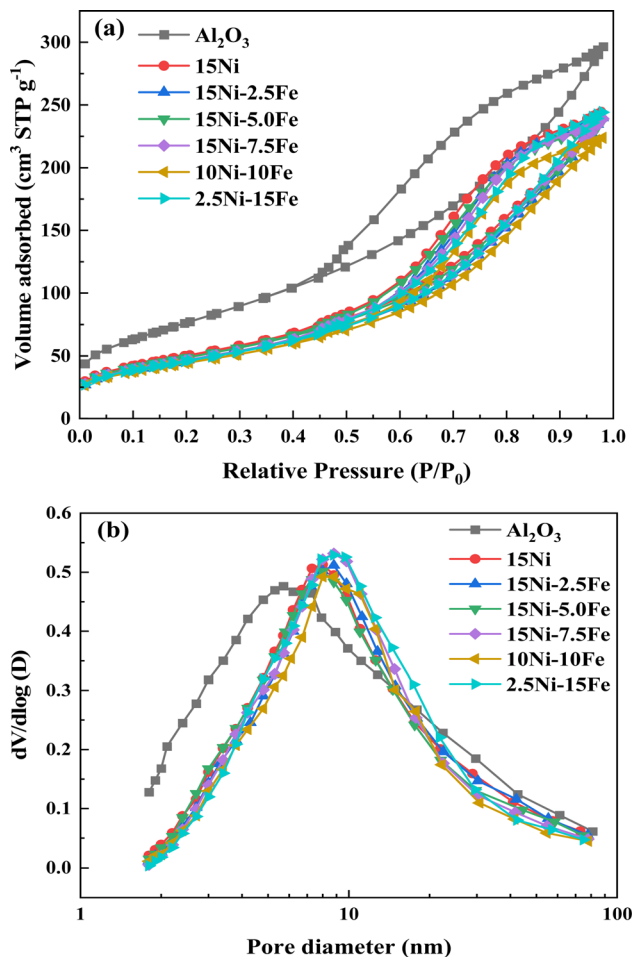 (a)
Al₂O₃
15Ni
15Ni-2.5Fe
15Ni-5.0Fe
15Ni-7.5Fe
10Ni-10Fe
2.5Ni-15Fe
Volume adsorbed (cm³ STP g⁻¹)
300
250
200
150
100
50
0
0.0 0.1 0.2 0.3 0.4 0.5 0.6 0.7 0.8 0.9 1.0
Relative Pressure (P/P₀)
(b)
Al₂O₃
15Ni
15Ni-2.5Fe
15Ni-5.0Fe
15Ni-7.5Fe
10Ni-10Fe
2.5Ni-15Fe
dV/dlog (D)
0.6
0.5
0.4
0.3
0.2
0.1
0.0
1 10 100
Pore diameter (nm)